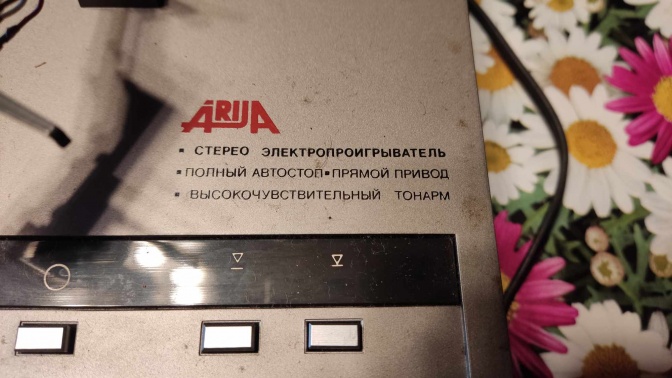 ĀRIJA
▪ СТЕРЕО ЭЛЕКТРОПРОИГРЫВАТЕЛЬ
▪ ПОЛНЫЙ АВТОСТОП ▪ ПРЯМОЙ ПРИВОД
▪ ВЫСОКОЧУВСТВИТЕЛЬНЫЙ ТОНАРМ